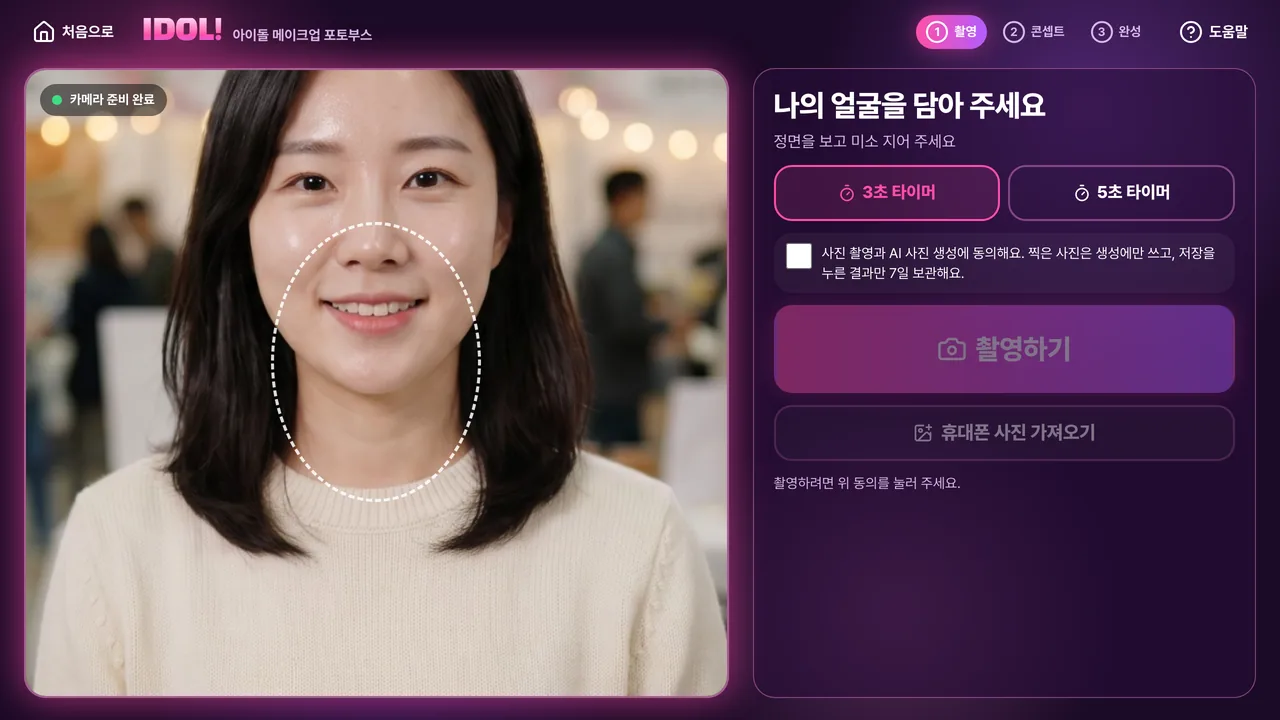 처음으로
IDOL!
아이돌 메이크업 포토부스
1 촬영
2 콘셉트
3 완성
? 도움말
카메라 준비 완료
나의 얼굴을 담아 주세요
정면을 보고 미소 지어 주세요
3초 타이머
5초 타이머
사진 촬영과 AI 사진 생성에 동의해요. 찍은 사진은 생성에만 쓰고, 저장을
누른 결과만 7일 보관해요.
촬영하기
휴대폰 사진 가져오기
촬영하려면 위 동의를 눌러 주세요.